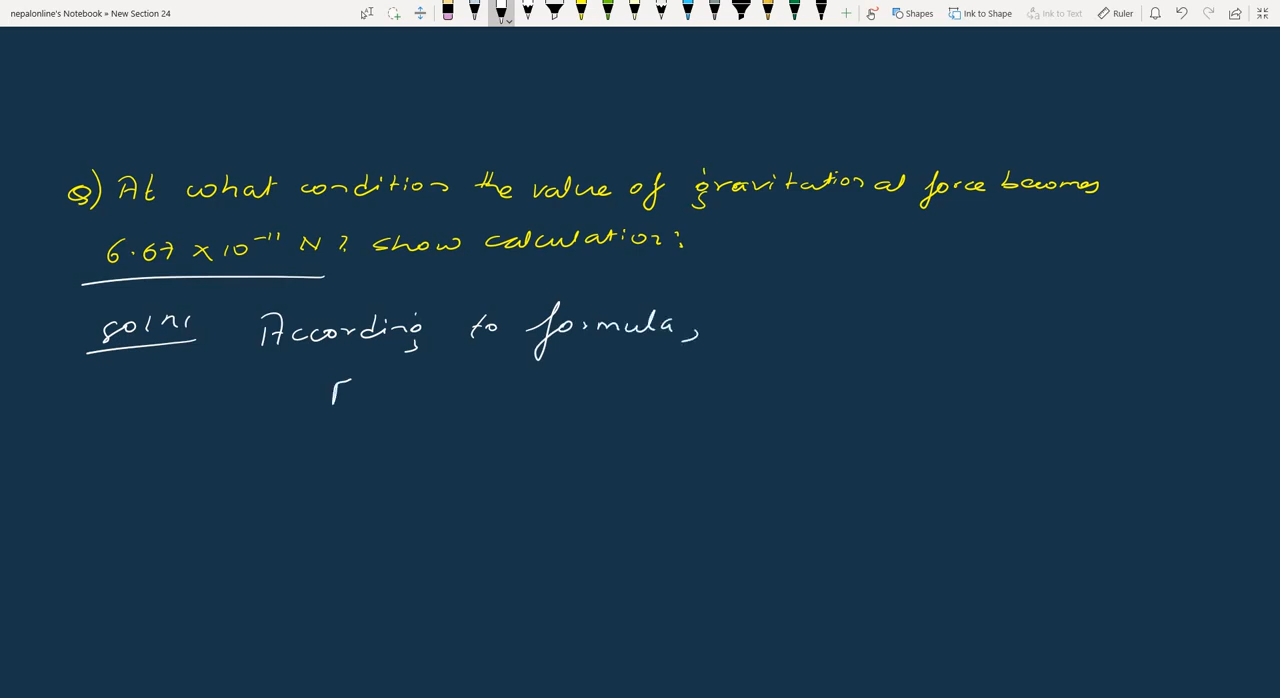 nepalonline's Notebook » New Section 24
Shapes Ink to Shape Ink to Text Ruler
Q) At what condition the value of gravitational force becomes
6.67 × 10⁻¹¹ N? show calculation:
Soln: According to formula,
F